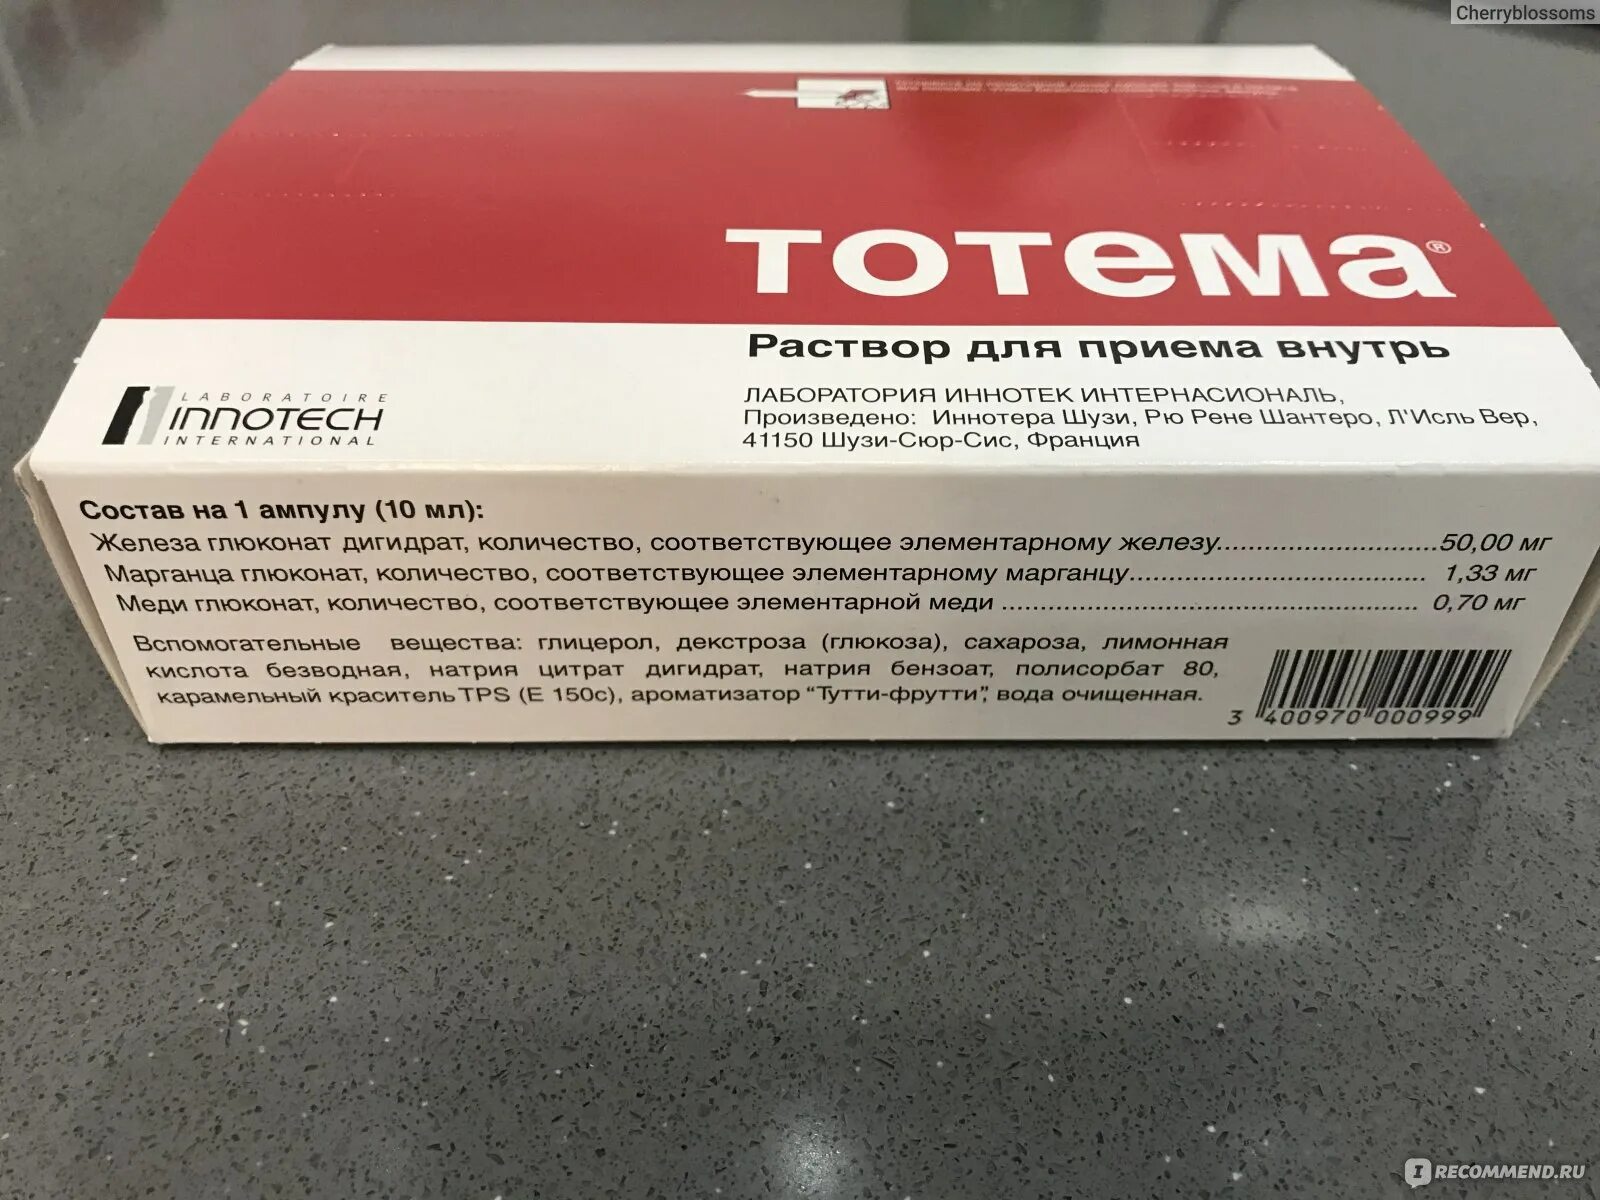 Cherryblossoms
тотема®
Раствор для приема внутрь
LABORATOIRE
INNOTECH
INTERNATIONAL
ЛАБОРАТОРИЯ ИННОТЕК ИНТЕРНАСИОНАЛЬ,
Произведено: Иннотера Шузи, Рю Рене Шантеро, Л'Исль Вер,
41150 Шузи-Сюр-Сис, Франция
Состав на 1 ампулу (10 мл):
Железа глюконат дигидрат, количество, соответствующее элементарному железу..........................50,00 мг
Марганца глюконат, количество, соответствующее элементарному марганцу.................................... 1,33 мг
Меди глюконат, количество, соответствующее элементарной меди .................................................. 0,70 мг
Вспомогательные вещества: глицерол, декстроза (глюкоза), сахароза, лимонная
кислота безводная, натрия цитрат дигидрат, натрия бензоат, полисорбат 80,
карамельный краситель TPS (Е 150с), ароматизатор "Тутти-фрутти", вода очищенная.
3 400970 000999
IRECOMMEND.RU